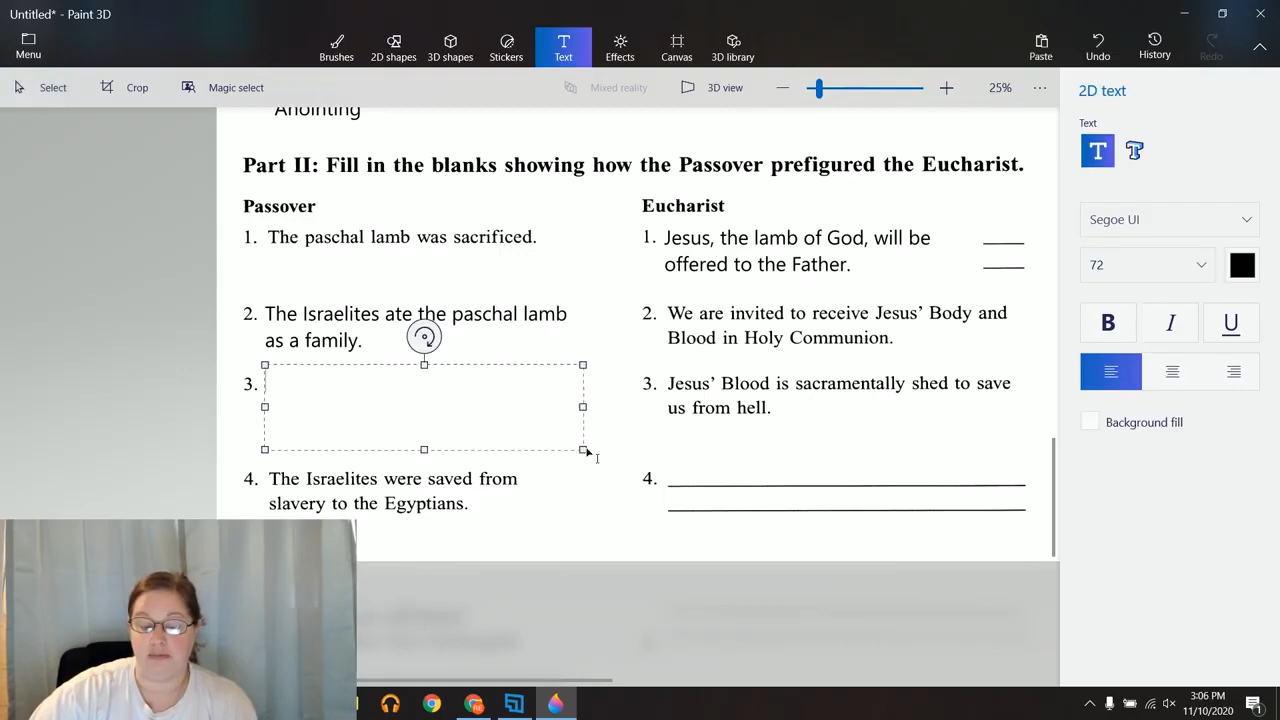 Untitled* - Paint 3D
Menu
Brushes
2D shapes
3D shapes
Stickers
Text
Effects
Canvas
3D library
Paste
Undo
History
Redo
Select
Crop
Magic select
Mixed reality
3D view
25%
2D text
Text
Segoe UI
72
B I U
Background fill
Anointing
Part II: Fill in the blanks showing how the Passover prefigured the Eucharist.
Passover
1. The paschal lamb was sacrificed.
2. The Israelites ate the paschal lamb
as a family.
3.
4. The Israelites were saved from
slavery to the Egyptians.
Eucharist
1. Jesus, the lamb of God, will be
offered to the Father.
2. We are invited to receive Jesus' Body and
Blood in Holy Communion.
3. Jesus' Blood is sacramentally shed to save
us from hell.
4.
3:06 PM
11/10/2020